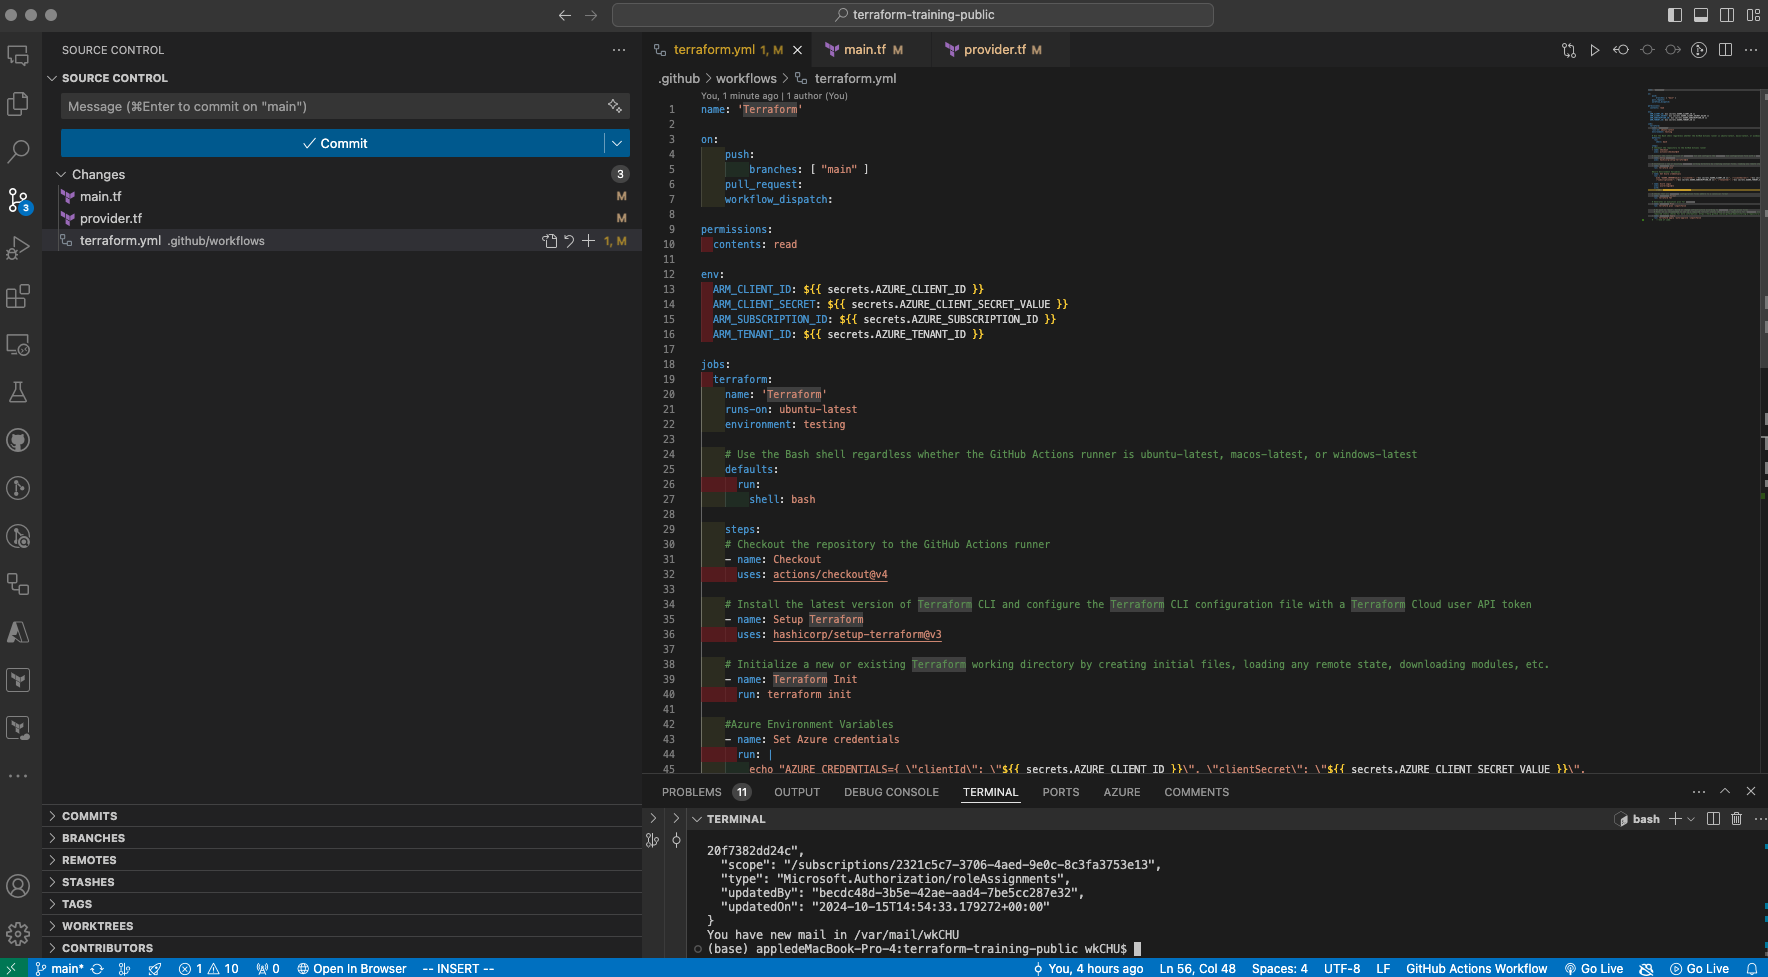 terraform-training-public
SOURCE CONTROL
SOURCE CONTROL
Message (⌘Enter to commit on "main")
Commit
Changes
3
main.tf M
provider.tf M
terraform.yml .github/workflows 1, M
3
COMMITS
BRANCHES
REMOTES
STASHES
TAGS
WORKTREES
CONTRIBUTORS
terraform.yml 1, M
main.tf M
provider.tf M
.github > workflows > terraform.yml
You, 1 minute ago | 1 author (You)
1 name: 'Terraform'
2
3 on:
4 push:
5 branches: [ "main" ]
6 pull_request:
7 workflow_dispatch:
8
9 permissions:
10 contents: read
11
12 env:
13 ARM_CLIENT_ID: ${{ secrets.AZURE_CLIENT_ID }}
14 ARM_CLIENT_SECRET: ${{ secrets.AZURE_CLIENT_SECRET_VALUE }}
15 ARM_SUBSCRIPTION_ID: ${{ secrets.AZURE_SUBSCRIPTION_ID }}
16 ARM_TENANT_ID: ${{ secrets.AZURE_TENANT_ID }}
17
18 jobs:
19 terraform:
20 name: 'Terraform'
21 runs-on: ubuntu-latest
22 environment: testing
23
24 # Use the Bash shell regardless whether the GitHub Actions runner is ubuntu-latest, macos-latest, or windows-latest
25 defaults:
26 run:
27 shell: bash
28
29 steps:
30 # Checkout the repository to the GitHub Actions runner
31 - name: Checkout
32 uses: actions/checkout@v4
33
34 # Install the latest version of Terraform CLI and configure the Terraform CLI configuration file with a Terraform Cloud user API token
35 - name: Setup Terraform
36 uses: hashicorp/setup-terraform@v3
37
38 # Initialize a new or existing Terraform working directory by creating initial files, loading any remote state, downloading modules, etc.
39 - name: Terraform Init
40 run: terraform init
41
42 #Azure Environment Variables
43 - name: Set Azure credentials
44 run: |
45 echo "AZURE_CREDENTIALS={ \"clientId\": \"${{ secrets.AZURE_CLIENT_ID }}\", \"clientSecret\": \"${{ secrets.AZURE_CLIENT_SECRET_VALUE }}\",
PROBLEMS 11 OUTPUT DEBUG CONSOLE TERMINAL PORTS AZURE COMMENTS
TERMINAL
bash
20f7382dd24c",
"scope": "/subscriptions/2321c5c7-3706-4aed-9e0c-8c3fa3753e13",
"type": "Microsoft.Authorization/roleAssignments",
"updatedBy": "becdc48d-3b5e-42ae-aad4-7be5cc287e32",
"updatedOn": "2024-10-15T14:54:33.179272+00:00"
}
You have new mail in /var/mail/wkCHU
(base) appledeMacBook-Pro-4:terraform-training-public wkCHU$
main* 1 10 0 Open In Browser -- INSERT -- You, 4 hours ago Ln 56, Col 48 Spaces: 4 UTF-8 LF GitHub Actions Workflow Go Live Go Live